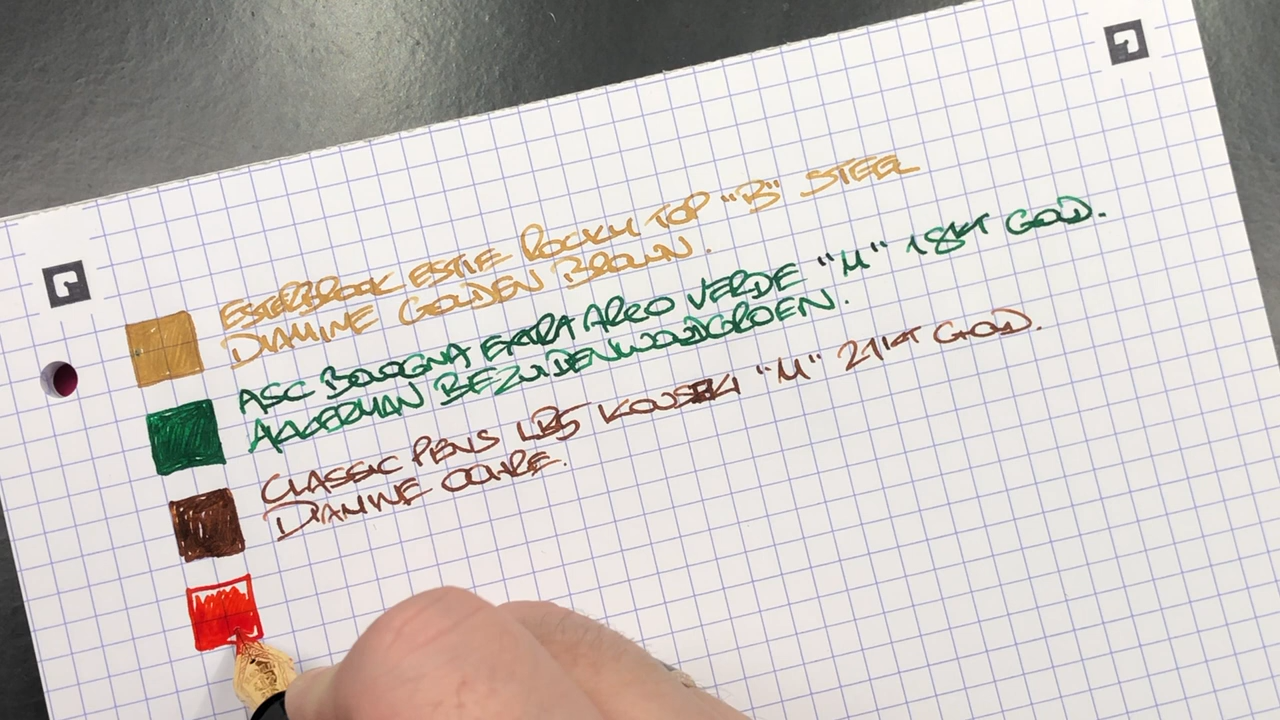 ESTERBROOK ESTIE ROCKY TOP "B" STEEL
DIAMINE GOLDEN BROWN.
ASC BOLOGNA EXTRA ARCO VERDE "M" 18KT GOLD.
AKKERMAN BEZUIDENWOUDGROEN.
CLASSIC PENS LB5 KOUSEKI "M" 21KT GOLD.
DIAMINE OCHRE.